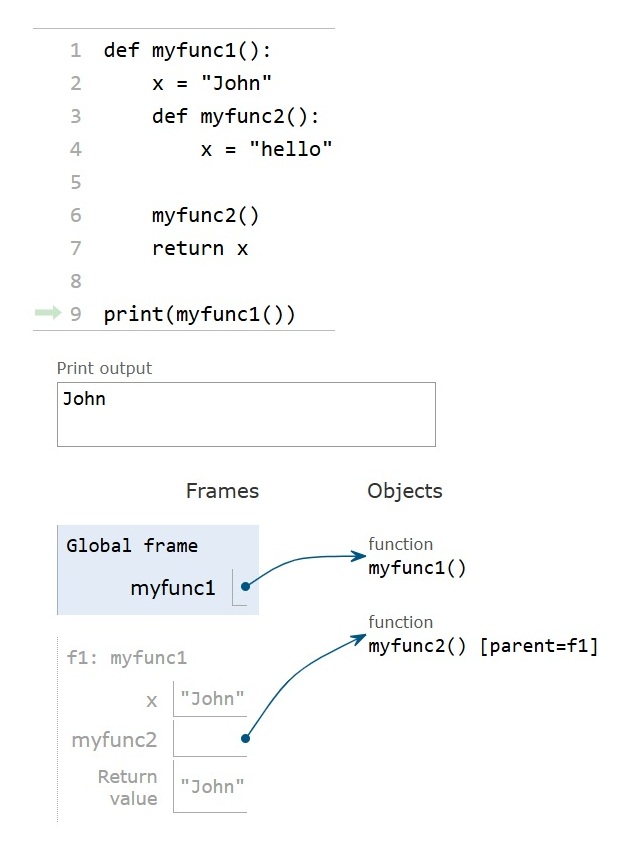 1 def myfunc1():
2     x = "John"
3     def myfunc2():
4         x = "hello"
5
6     myfunc2()
7     return x
8
9 print(myfunc1())
Print output
John
Frames Objects
Global frame
myfunc1
function
myfunc1()
function
myfunc2() [parent=f1]
f1: myfunc1
x "John"
myfunc2
Return
value "John"